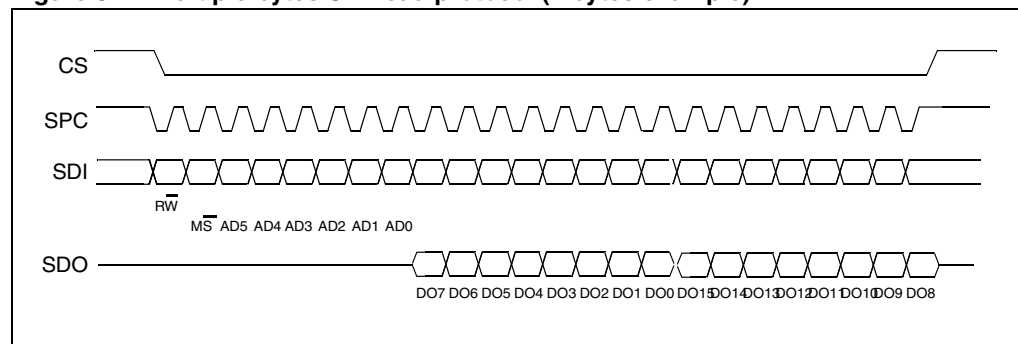 CS
SPC
SDI
RW
MS AD5 AD4 AD3 AD2 AD1 AD0
SDO
DO7 DO6 DO5 DO4 DO3 DO2 DO1 DO0 DO15 DO14 DO13 DO12 DO11 DO10 DO9 DO8